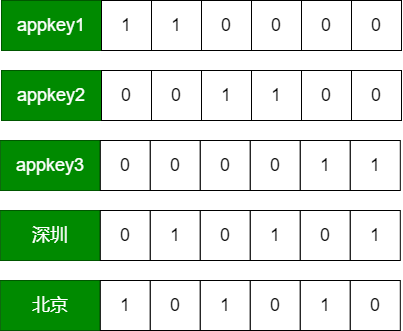 appkey1 1 1 0 0 0 0
appkey2 0 0 1 1 0 0
appkey3 0 0 0 0 1 1
深圳 0 1 0 1 0 1
北京 1 0 1 0 1 0